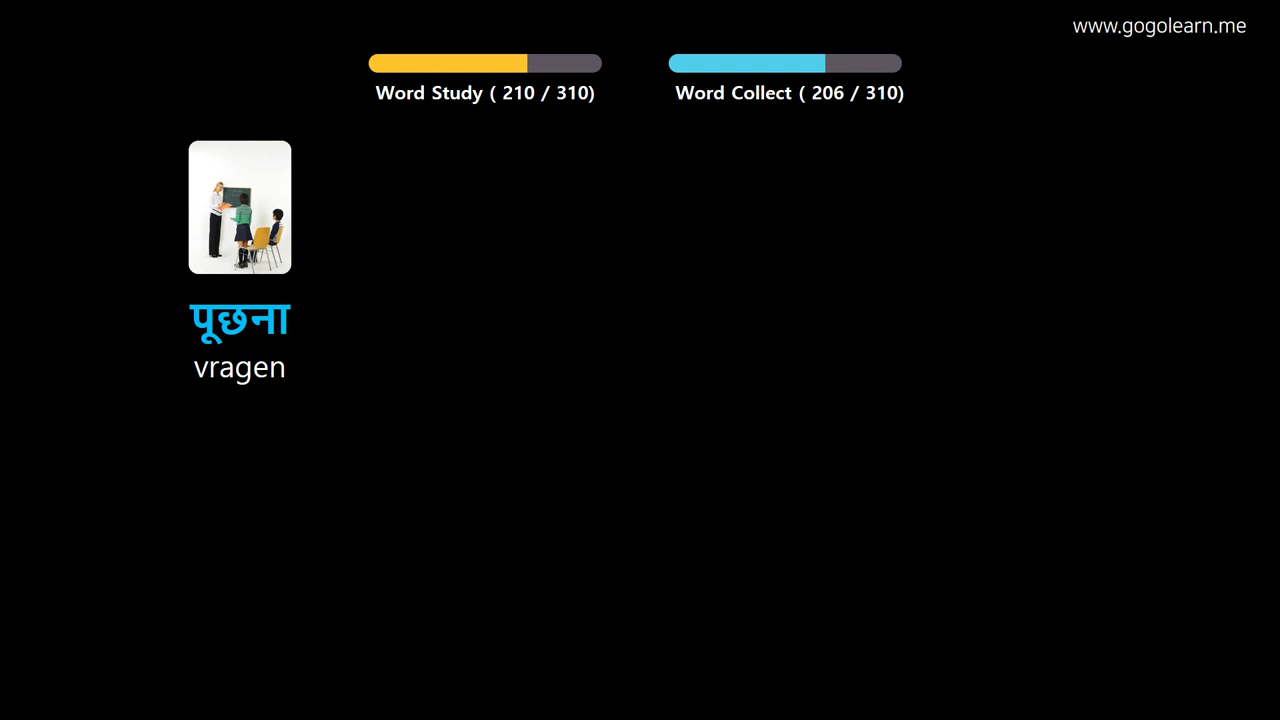 www.gogolearn.me
Word Study ( 210 / 310)
Word Collect ( 206 / 310)
पूछना
vragen